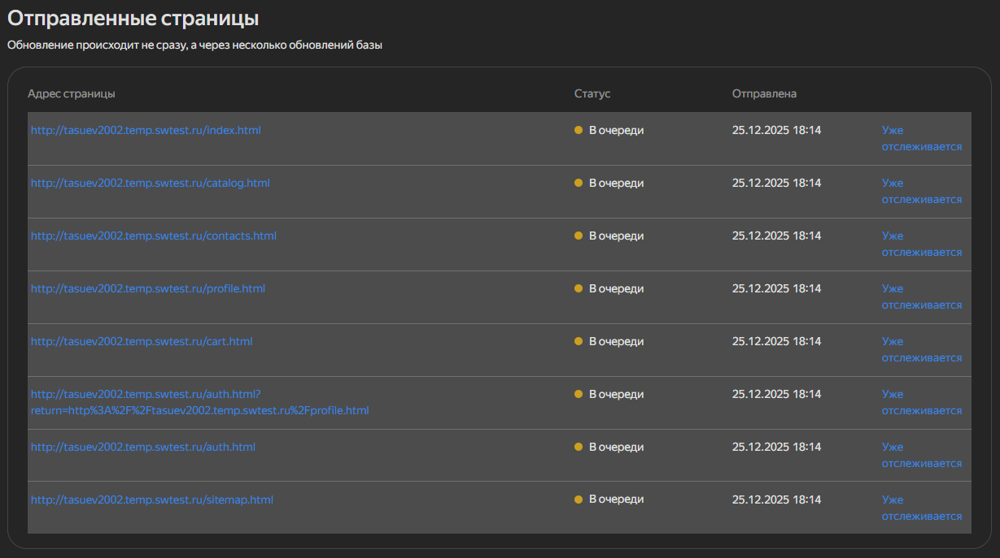 Отправленные страницы
Обновление происходит не сразу, а через несколько обновлений базы
Адрес страницы Статус Отправлена
http://tasuev2002.temp.swtest.ru/index.html В очереди 25.12.2025 18:14 Уже
отслеживается
http://tasuev2002.temp.swtest.ru/catalog.html В очереди 25.12.2025 18:14 Уже
отслеживается
http://tasuev2002.temp.swtest.ru/contacts.html В очереди 25.12.2025 18:14 Уже
отслеживается
http://tasuev2002.temp.swtest.ru/profile.html В очереди 25.12.2025 18:14 Уже
отслеживается
http://tasuev2002.temp.swtest.ru/cart.html В очереди 25.12.2025 18:14 Уже
отслеживается
http://tasuev2002.temp.swtest.ru/auth.html? В очереди 25.12.2025 18:14 Уже
return=http%3A%2F%2Ftasuev2002.temp.swtest.ru%2Fprofile.html отслеживается
http://tasuev2002.temp.swtest.ru/auth.html В очереди 25.12.2025 18:14 Уже
отслеживается
http://tasuev2002.temp.swtest.ru/sitemap.html В очереди 25.12.2025 18:14 Уже
отслеживается